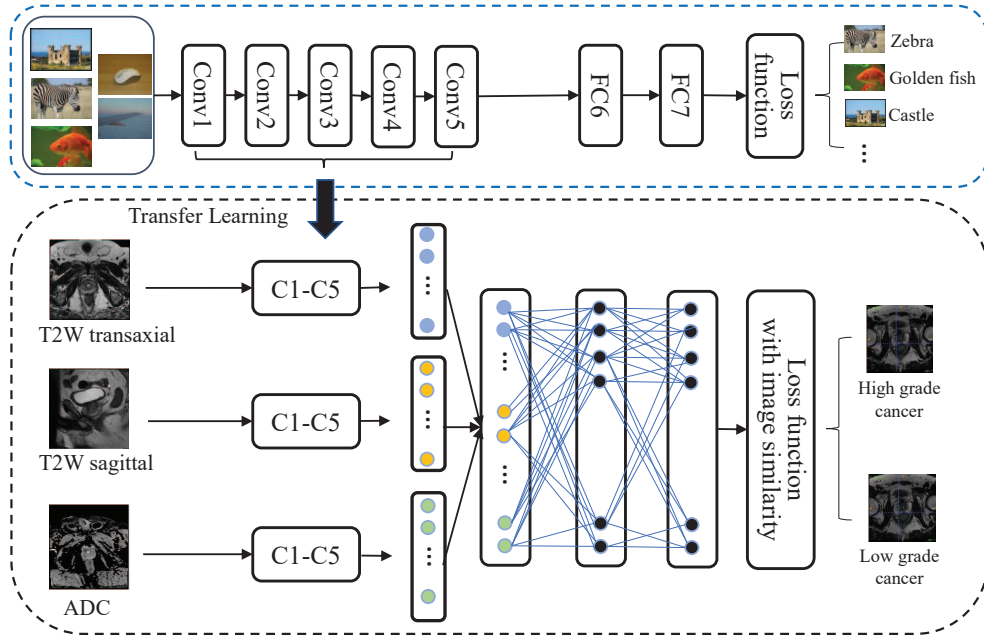 Conv1
Conv2
Conv3
Conv4
Conv5
FC6
FC7
Loss
function
Zebra
Golden fish
Castle
...
Transfer Learning
T2W transaxial
C1-C5
...
T2W sagittal
C1-C5
...
ADC
C1-C5
...
...
...
Loss function
with image similarity
High grade
cancer
Low grade
cancer